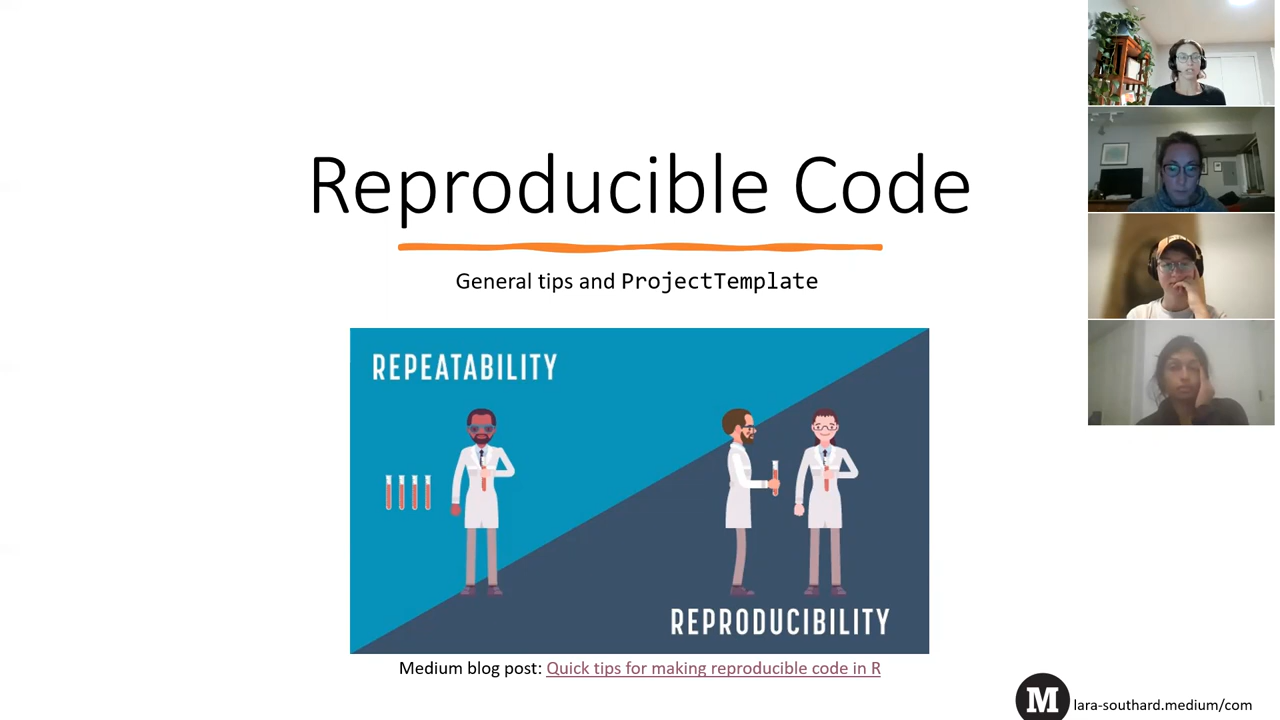 Reproducible Code
General tips and ProjectTemplate
REPEATABILITY
REPRODUCIBILITY
Medium blog post: Quick tips for making reproducible code in R
M lara-southard.medium/com